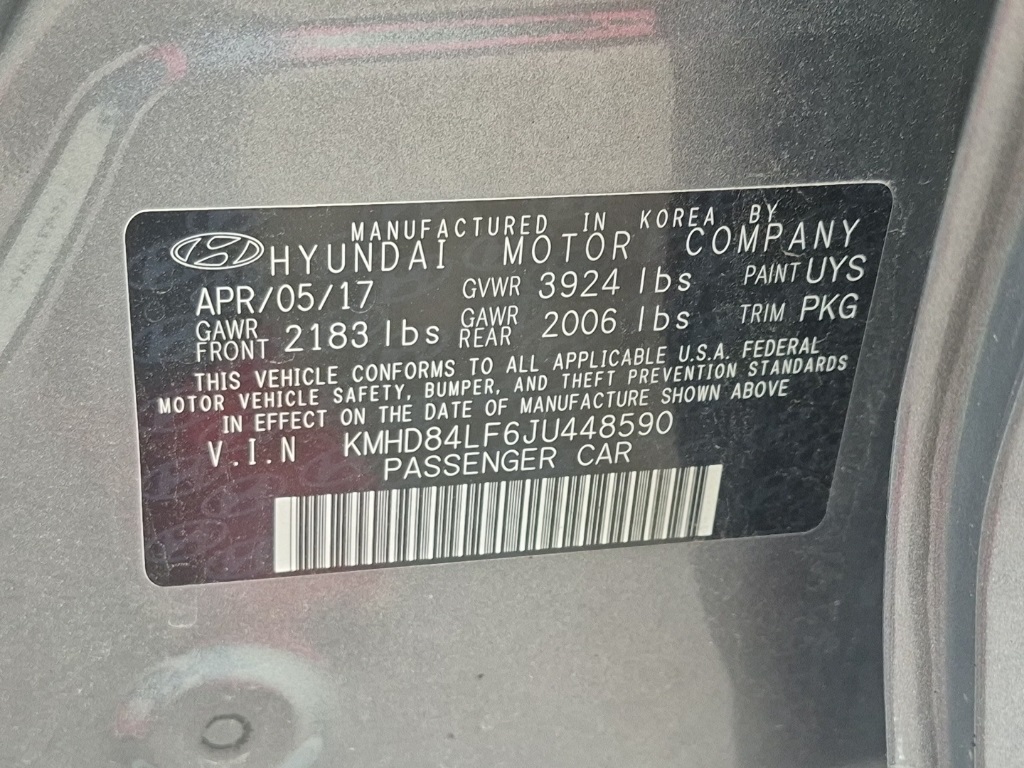 MANUFACTURED IN KOREA BY
HYUNDAI MOTOR COMPANY
APR/05/17 GVWR 3924 lbs PAINT UYS
GAWR FRONT 2183 lbs GAWR REAR 2006 lbs TRIM PKG
THIS VEHICLE CONFORMS TO ALL APPLICABLE U.S.A. FEDERAL
MOTOR VEHICLE SAFETY, BUMPER, AND THEFT PREVENTION STANDARDS
IN EFFECT ON THE DATE OF MANUFACTURE SHOWN ABOVE
V.I.N KMHD84LF6JU448590
PASSENGER CAR